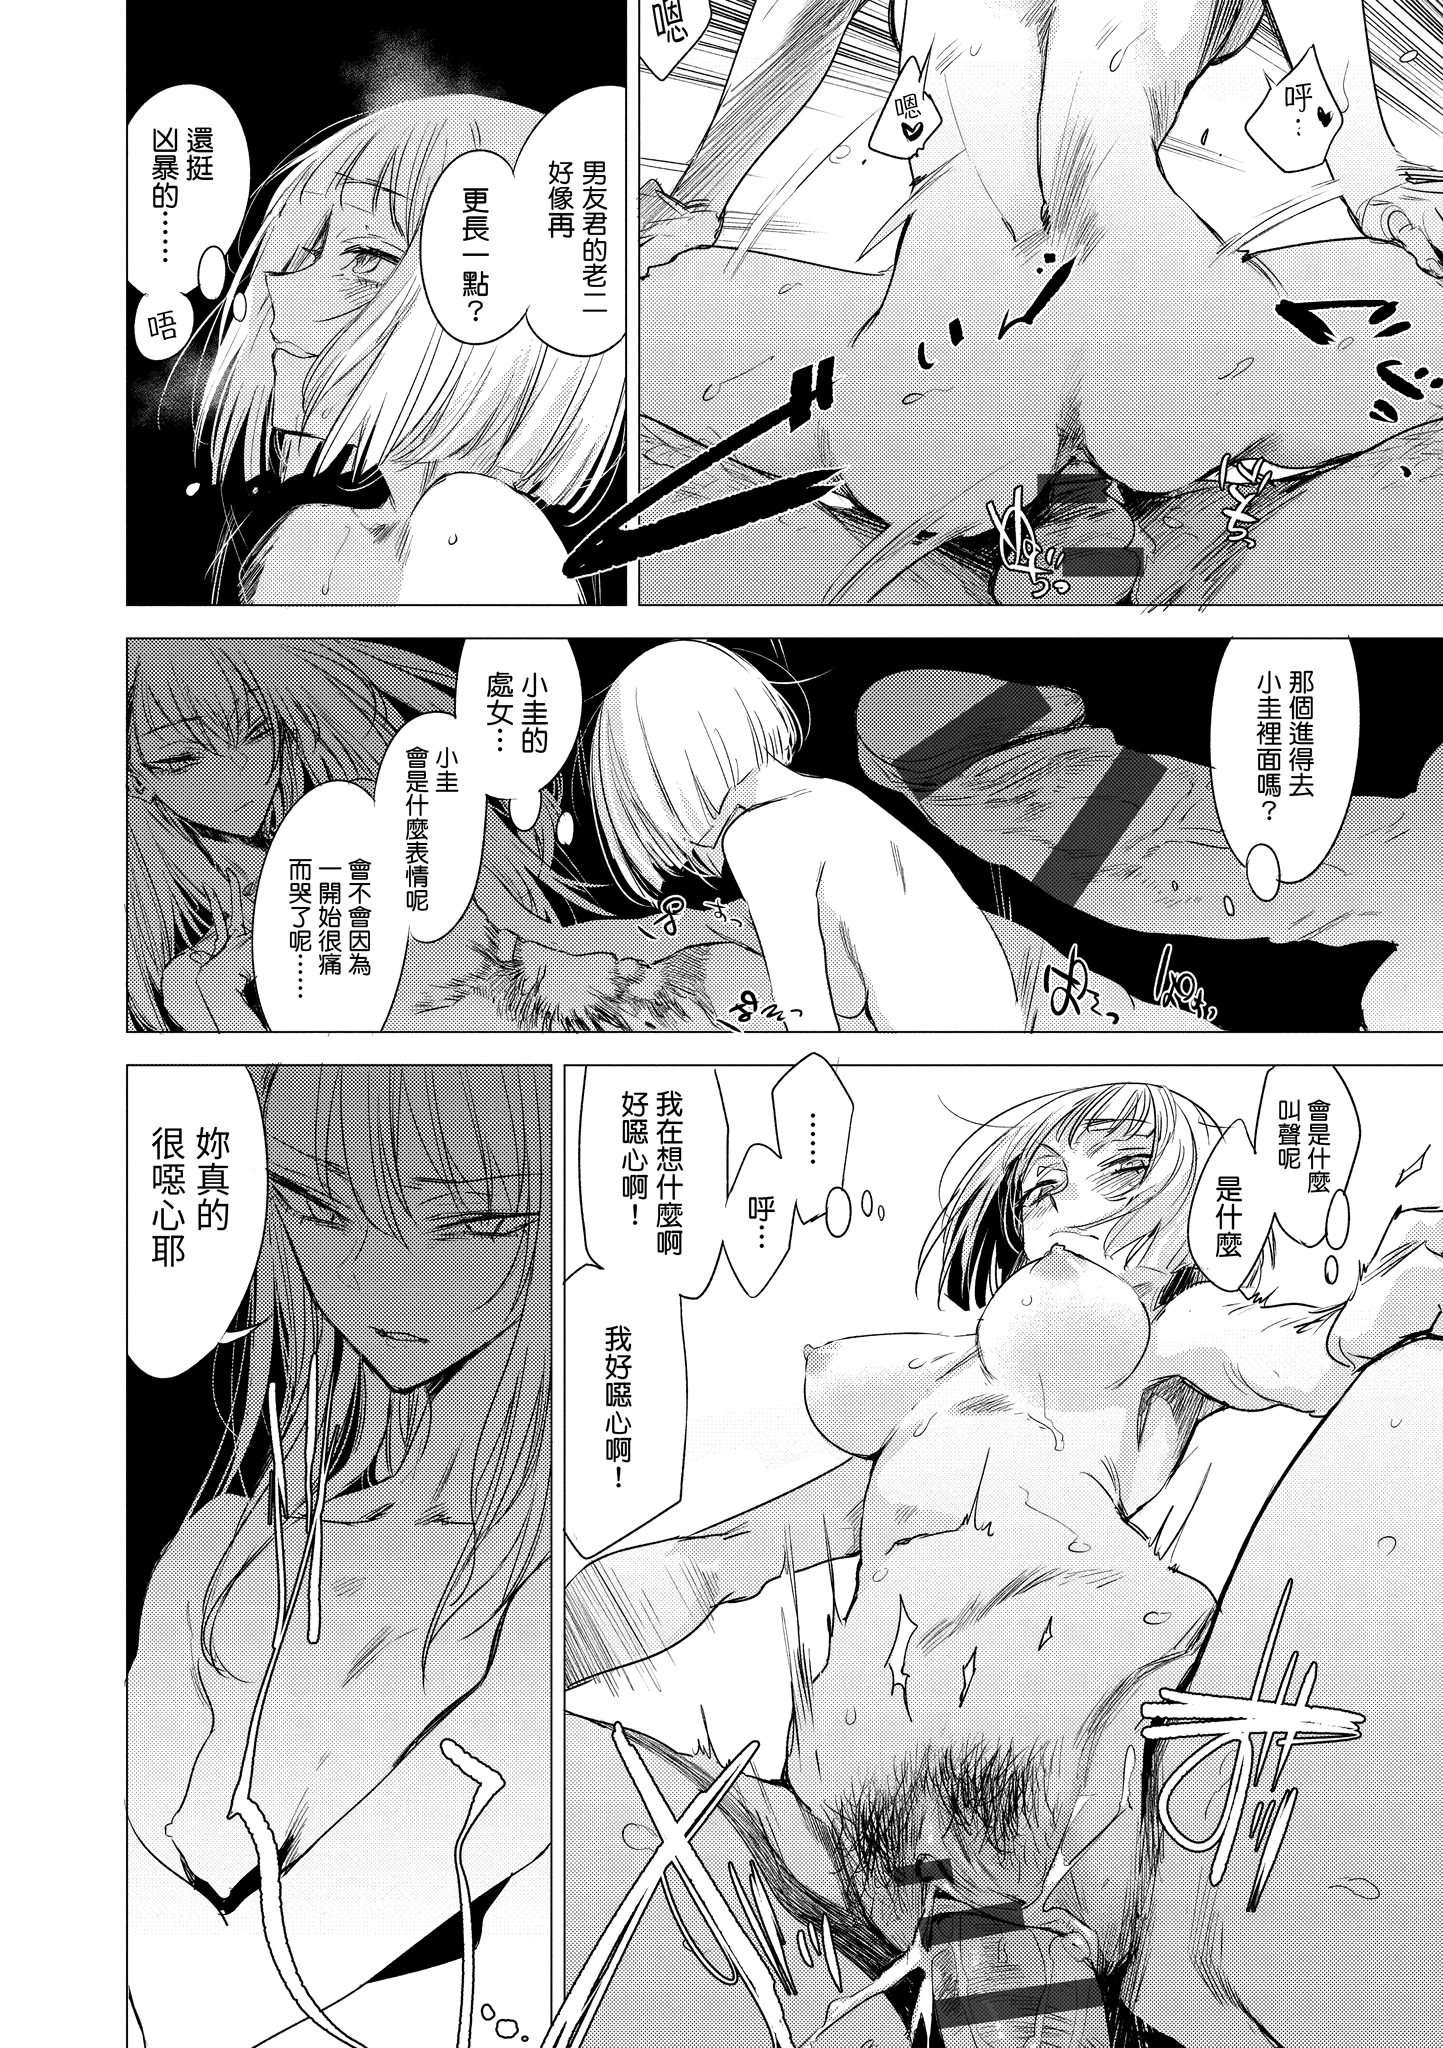 嗯
嗯
呼…
男友君的老二
好像再
更長一點？
還挺
凶暴的……
唔
那個進得去
小圭裡面嗎？
小圭的
處女…
小圭
會是什麼表情呢
會不會因為
一開始很痛
而哭了呢……
會是什麼
叫聲呢
是什麼
……
呼…
我在想什麼啊
好噁心啊！
我好噁心啊！
妳真的
很噁心耶